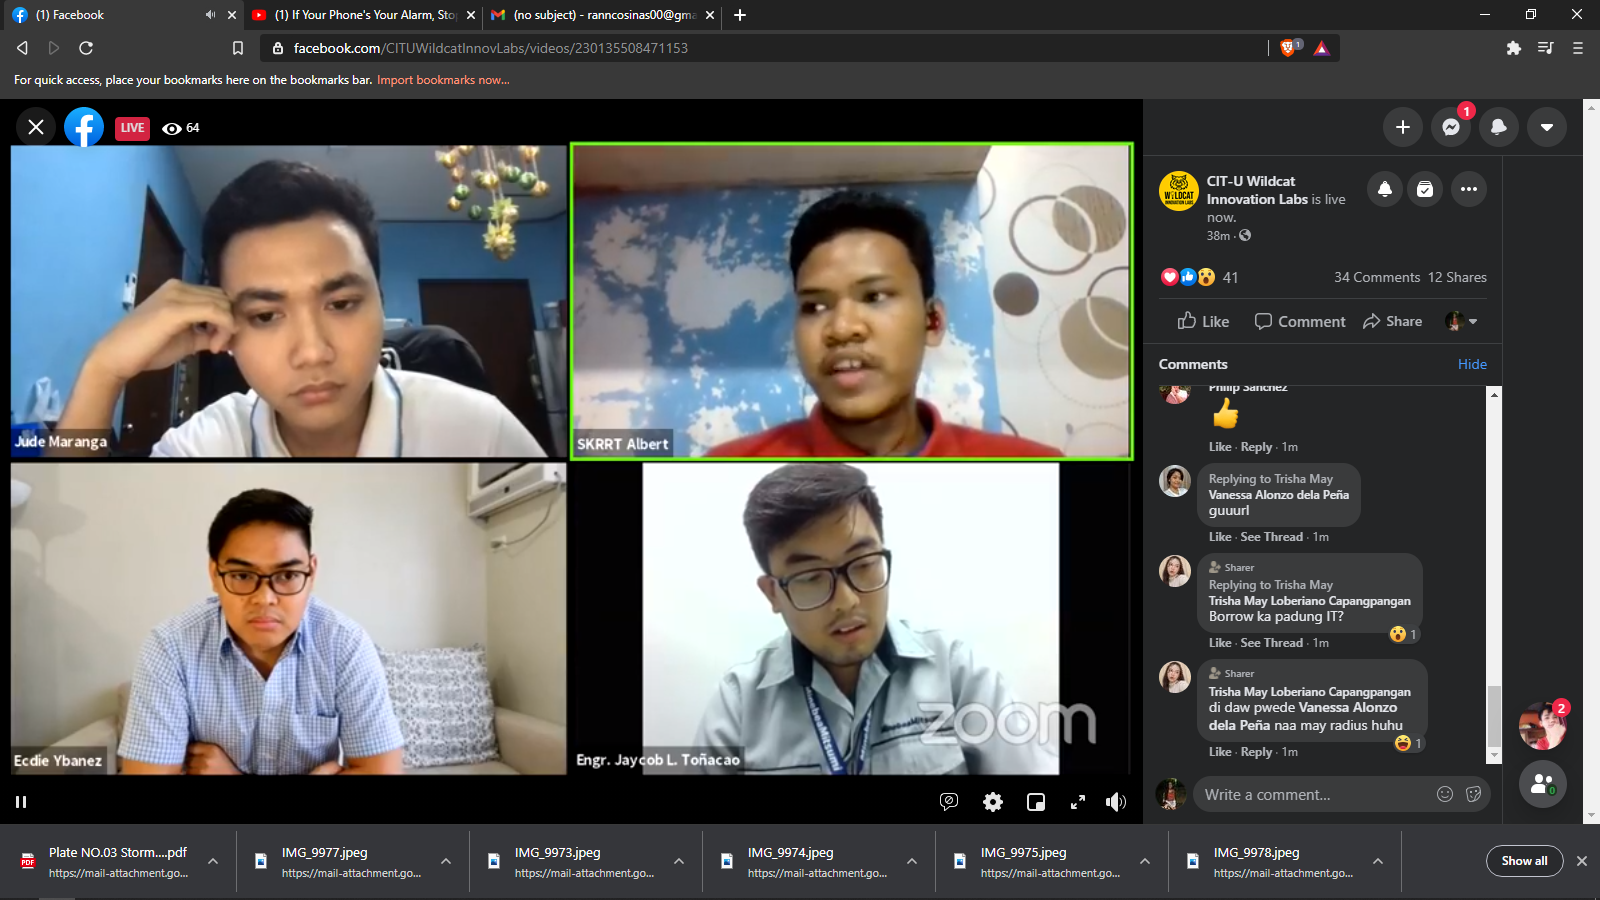 (1) Facebook
(1) If Your Phone's Your Alarm, Sto
(no subject) - ranncosinas00@gma
facebook.com/CITUWildcatInnovLabs/videos/230135508471153
1
For quick access, place your bookmarks here on the bookmarks bar. Import bookmarks now...
LIVE
64
1
WILDCAT
INNOVATION LABS
CIT-U Wildcat
Innovation Labs is live
now.
38m ·
41
34 Comments 12 Shares
Like
Comment
Share
Comments
Hide
Philip Sanchez
Like · Reply · 1m
Replying to Trisha May
Vanessa Alonzo dela Peña
guuurl
Like · See Thread · 1m
Sharer
Replying to Trisha May
Trisha May Loberiano Capangpangan
Borrow ka padung IT?
1
Like · See Thread · 1m
Sharer
Trisha May Loberiano Capangpangan
di daw pwede Vanessa Alonzo
dela Peña naa may radius huhu
1
Like · Reply · 1m
2
0
Write a comment...
Jude Maranga
SKRRT Albert
Ecdie Ybanez
Engr. Jaycob L. Toñacao
zoom
PDF
Plate NO.03 Storm....pdf
https://mail-attachment.go...
IMG_9977.jpeg
https://mail-attachment.go...
IMG_9973.jpeg
https://mail-attachment.go...
IMG_9974.jpeg
https://mail-attachment.go...
IMG_9975.jpeg
https://mail-attachment.go...
IMG_9978.jpeg
https://mail-attachment.go...
Show all